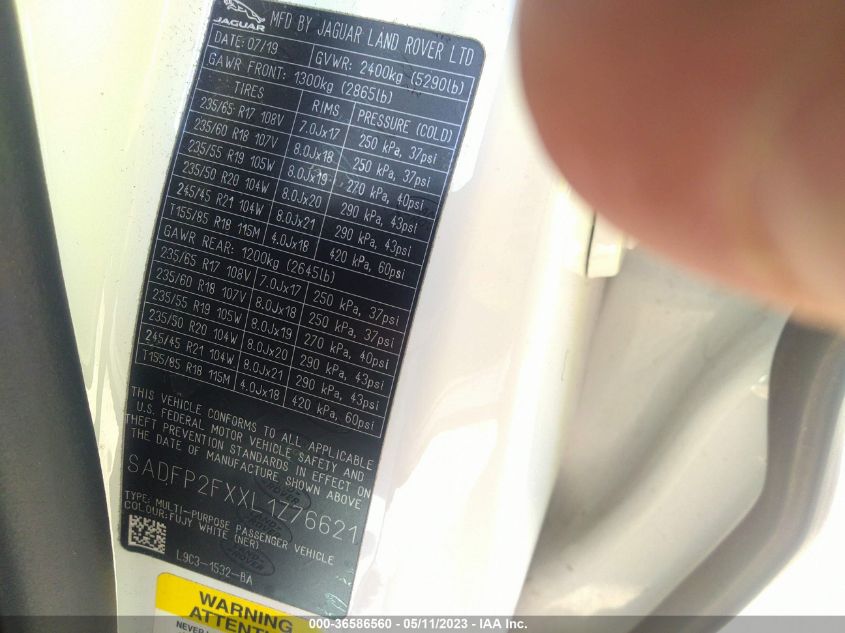 JAGUAR MFD BY JAGUAR LAND ROVER LTD
DATE: 07/19 GVWR: 2400kg (5290lb)
GAWR FRONT: 1300kg (2865lb)
TIRES RIMS PRESSURE (COLD)
235/65 R17 108V 7.0Jx17 250 kPa, 37psi
235/60 R18 107V 8.0Jx18 250 kPa, 37psi
235/55 R19 105W 8.0Jx19 270 kPa, 40psi
235/50 R20 104W 8.0Jx20 290 kPa, 43psi
245/45 R21 104W 8.0Jx21 290 kPa, 43psi
T155/85 R18 115M 4.0Jx18 420 kPa, 60psi
GAWR REAR: 1200kg (2645lb)
235/65 R17 108V 7.0Jx17 250 kPa, 37psi
235/60 R18 107V 8.0Jx18 250 kPa, 37psi
235/55 R19 105W 8.0Jx19 270 kPa, 40psi
235/50 R20 104W 8.0Jx20 290 kPa, 43psi
245/45 R21 104W 8.0Jx21 290 kPa, 43psi
T155/85 R18 115M 4.0Jx18 420 kPa, 60psi
THIS VEHICLE CONFORMS TO ALL APPLICABLE
U.S. FEDERAL MOTOR VEHICLE SAFETY AND
THEFT PREVENTION STANDARDS IN EFFECT ON
THE DATE OF MANUFACTURE SHOWN ABOVE
SADFP2FXXL1776621
TYPE: MULTI-PURPOSE PASSENGER VEHICLE
COLOUR:FUJI WHITE (NER)
L9C3-1532-BA
WARNING
NEVER
000-36586560 - 05/11/2023 - IAA Inc.